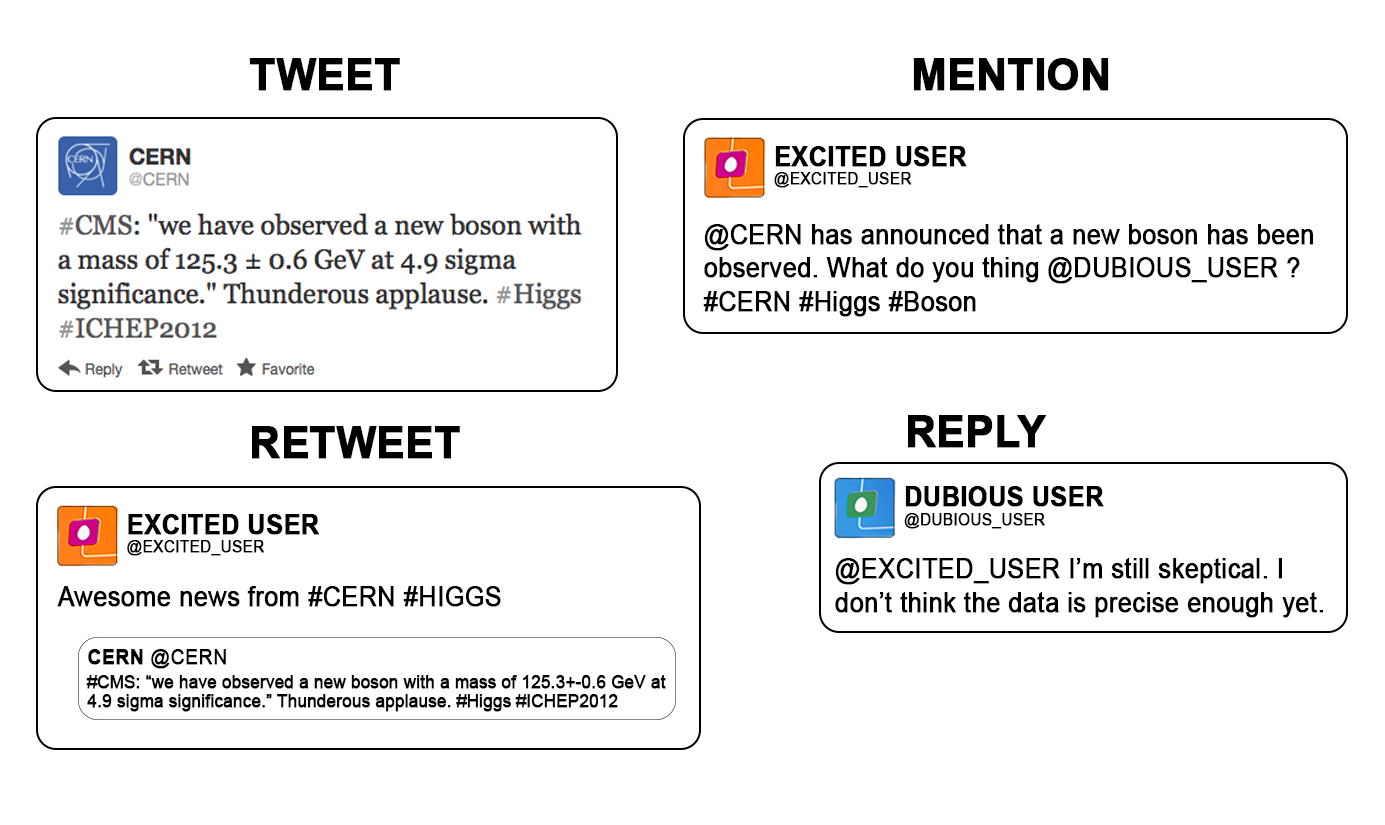 TWEET
CERN
CERN
@CERN
#CMS: "we have observed a new boson with
a mass of 125.3 ± 0.6 GeV at 4.9 sigma
significance." Thunderous applause. #Higgs
#ICHEP2012
Reply Retweet Favorite
MENTION
EXCITED USER
@EXCITED_USER
@CERN has announced that a new boson has been
observed. What do you thing @DUBIOUS_USER ?
#CERN #Higgs #Boson
RETWEET
EXCITED USER
@EXCITED_USER
Awesome news from #CERN #HIGGS
CERN @CERN
#CMS: “we have observed a new boson with a mass of 125.3+-0.6 GeV at
4.9 sigma significance.” Thunderous applause. #Higgs #ICHEP2012
REPLY
DUBIOUS USER
@DUBIOUS_USER
@EXCITED_USER I’m still skeptical. I
don’t think the data is precise enough yet.